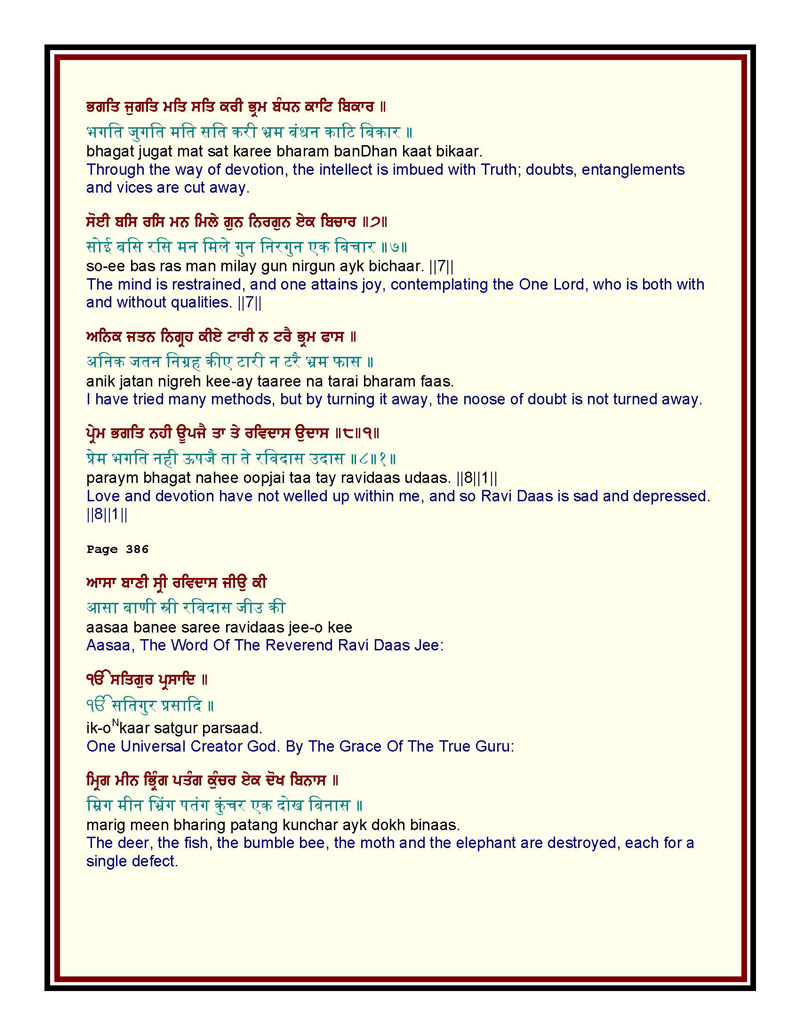 ਭਗਤਿ ਜੁਗਤਿ ਮਤਿ ਸਤਿ ਕਰੀ ਭ੍ਰਮ ਬੰਧਨ ਕਾਟਿ ਬਿਕਾਰ ॥
भगति जुगति मति सति करी भ्रम बंधन काटि बिकार ॥
bhagat jugat mat sat karee bharam banDhan kaat bikaar.
Through the way of devotion, the intellect is imbued with Truth; doubts, entanglements
and vices are cut away.
ਸੋਈ ਬਸਿ ਰਸਿ ਮਨ ਮਿਲੇ ਗੁਨ ਨਿਰਗੁਨ ਏਕ ਬਿਚਾਰ ॥੭॥
सोई बसि रसि मन मिले गुन निरगुन एक बिचार ॥७॥
so-ee bas ras man milay gun nirgun ayk bichaar. ||7||
The mind is restrained, and one attains joy, contemplating the One Lord, who is both with
and without qualities. ||7||
ਅਨਿਕ ਜਤਨ ਨਿਗ੍ਰਹ ਕੀਏ ਟਾਰੀ ਨ ਟਰੈ ਭ੍ਰਮ ਫਾਸ ॥
अनिक जतन निग्रह कीए टारी न टरै भ्रम फास ॥
anik jatan nigreh kee-ay taaree na tarai bharam faas.
I have tried many methods, but by turning it away, the noose of doubt is not turned away.
ਪ੍ਰੇਮ ਭਗਤਿ ਨਹੀ ਊਪਜੈ ਤਾ ਤੇ ਰਵਿਦਾਸ ਉਦਾਸ ॥੮॥੧॥
प्रेम भगति नही ऊपजै ता ते रविदास उदास ॥८॥१॥
paraym bhagat nahee oopjai taa tay ravidaas udaas. ||8||1||
Love and devotion have not welled up within me, and so Ravi Daas is sad and depressed.
||8||1||
Page 386
ਆਸਾ ਬਾਣੀ ਸ੍ਰੀ ਰਵਿਦਾਸ ਜੀਉ ਕੀ
आसा बाणी स्री रविदास जीउ की
aasaa banee saree ravidaas jee-o kee
Aasaa, The Word Of The Reverend Ravi Daas Jee:
ੴ ਸਤਿਗੁਰ ਪ੍ਰਸਾਦਿ ॥
ੴ सतिगुर प्रसादि ॥
ik-oNkaar satgur parsaad.
One Universal Creator God. By The Grace Of The True Guru:
ਮ੍ਰਿਗ ਮੀਨ ਭ੍ਰਿੰਗ ਪਤੰਗ ਕੁੰਚਰ ਏਕ ਦੋਖ ਬਿਨਾਸ ॥
म्रिग मीन भ्रिंग पतंग कुंचर एक दोख बिनास ॥
marig meen bharing patang kunchar ayk dokh binaas.
The deer, the fish, the bumble bee, the moth and the elephant are destroyed, each for a
single defect.